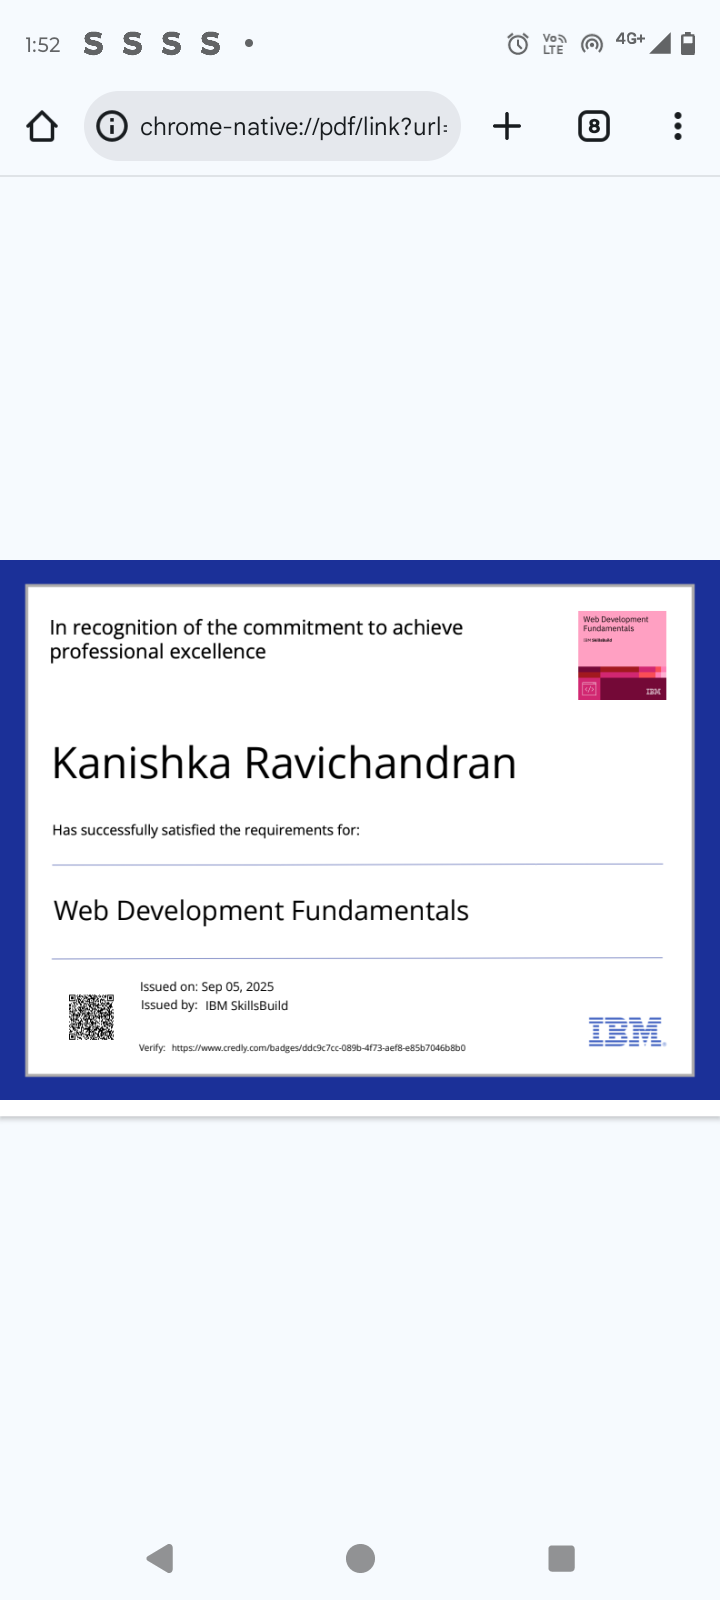 1:52 S S S S •
Vo LTE 4G+
chrome-native://pdf/link?url=
8
In recognition of the commitment to achieve
professional excellence
Web Development
Fundamentals
IBM SkillsBuild
IBM
Kanishka Ravichandran
Has successfully satisfied the requirements for:
Web Development Fundamentals
Issued on: Sep 05, 2025
Issued by: IBM SkillsBuild
Verify: https://www.credly.com/badges/ddc9c7cc-089b-4f73-aef8-e85b7046b8b0
IBM